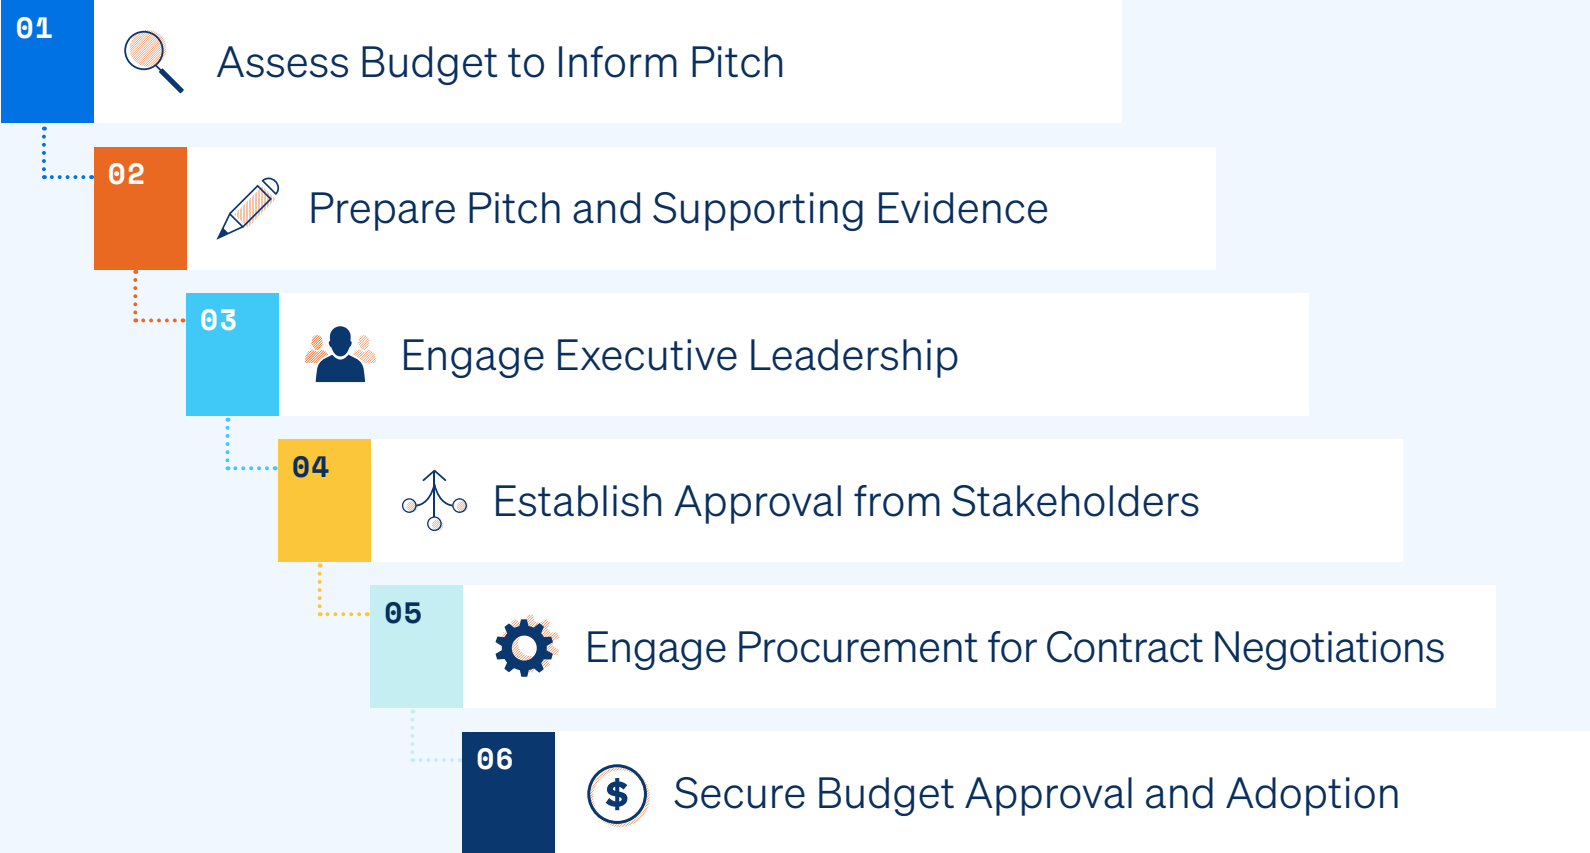 01
Assess Budget to Inform Pitch
02
Prepare Pitch and Supporting Evidence
03
Engage Executive Leadership
04
Establish Approval from Stakeholders
05
Engage Procurement for Contract Negotiations
06
$
Secure Budget Approval and Adoption